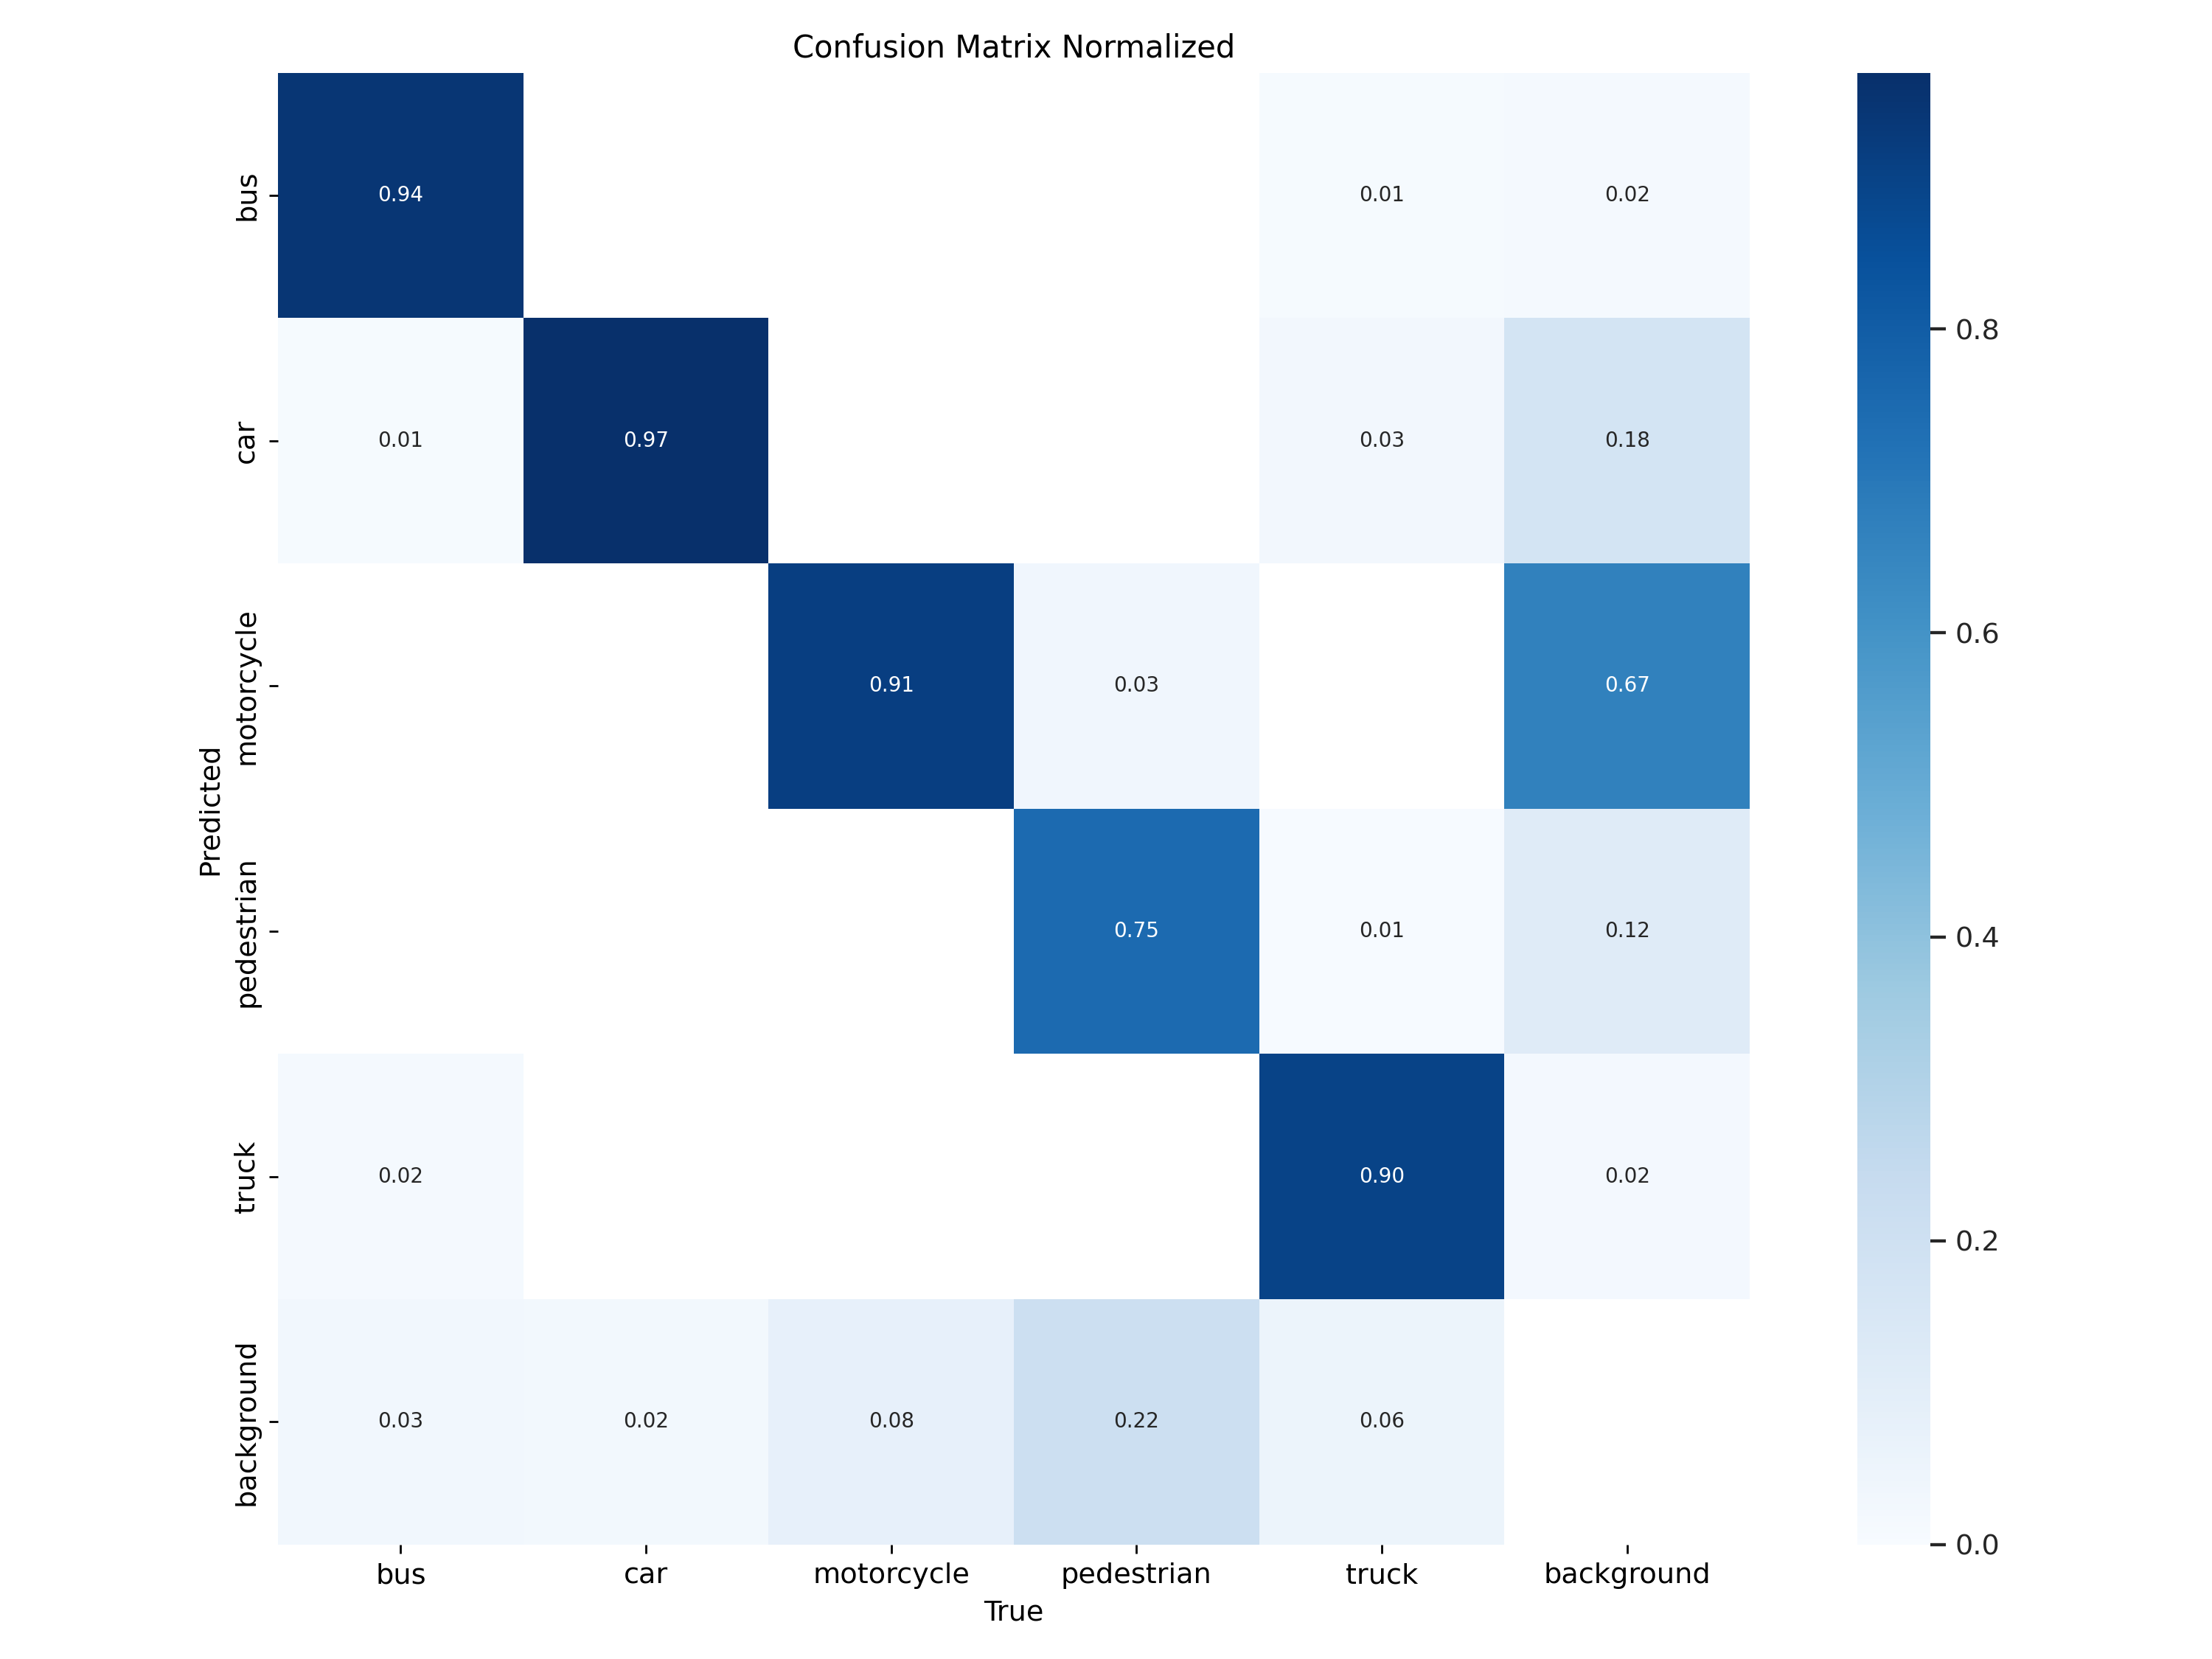 Confusion Matrix Normalized
bus
0.94
0.01
0.02
car
0.01
0.97
0.03
0.18
0.8
motorcycle
0.91
0.03
0.67
0.6
Predicted
pedestrian
0.75
0.01
0.12
0.4
truck
0.02
0.90
0.02
0.2
background
0.03
0.02
0.08
0.22
0.06
0.0
bus
car
motorcycle
pedestrian
truck
background
True